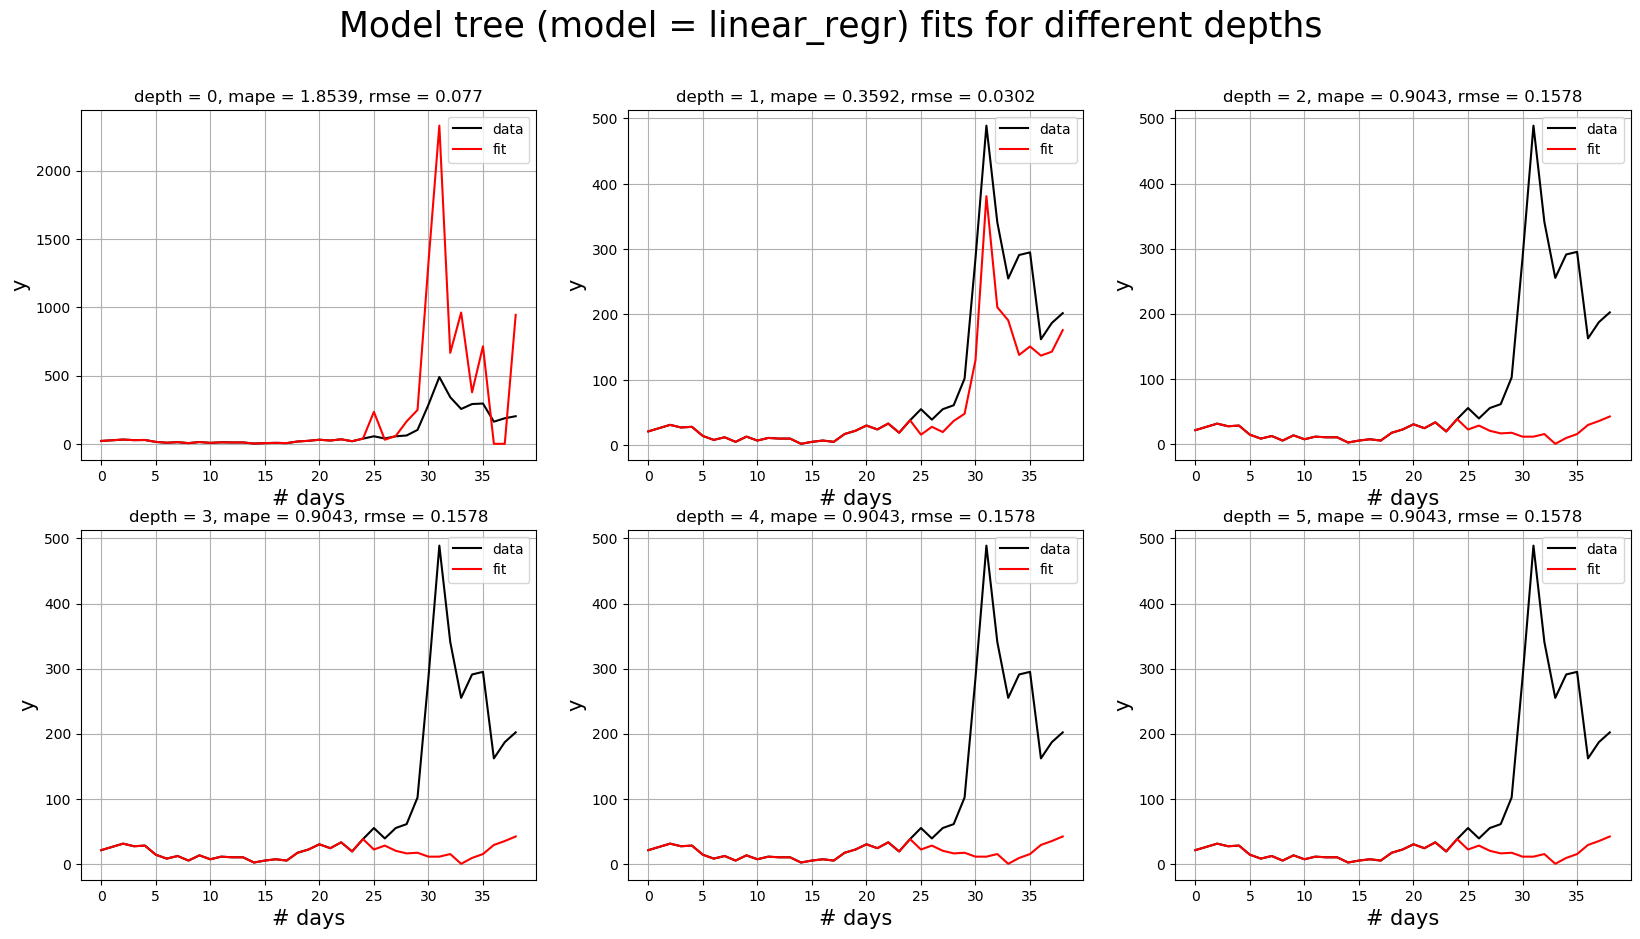 Model tree (model = linear_regr) fits for different depths
depth = 0, mape = 1.8539, rmse = 0.077
data
fit
y
2000
1500
1000
500
0
0 5 10 15 20 25 30 35
# days
depth = 1, mape = 0.3592, rmse = 0.0302
data
fit
y
500
400
300
200
100
0
0 5 10 15 20 25 30 35
# days
depth = 2, mape = 0.9043, rmse = 0.1578
data
fit
y
500
400
300
200
100
0
0 5 10 15 20 25 30 35
# days
depth = 3, mape = 0.9043, rmse = 0.1578
data
fit
y
500
400
300
200
100
0
0 5 10 15 20 25 30 35
# days
depth = 4, mape = 0.9043, rmse = 0.1578
data
fit
y
500
400
300
200
100
0
0 5 10 15 20 25 30 35
# days
depth = 5, mape = 0.9043, rmse = 0.1578
data
fit
y
500
400
300
200
100
0
0 5 10 15 20 25 30 35
# days